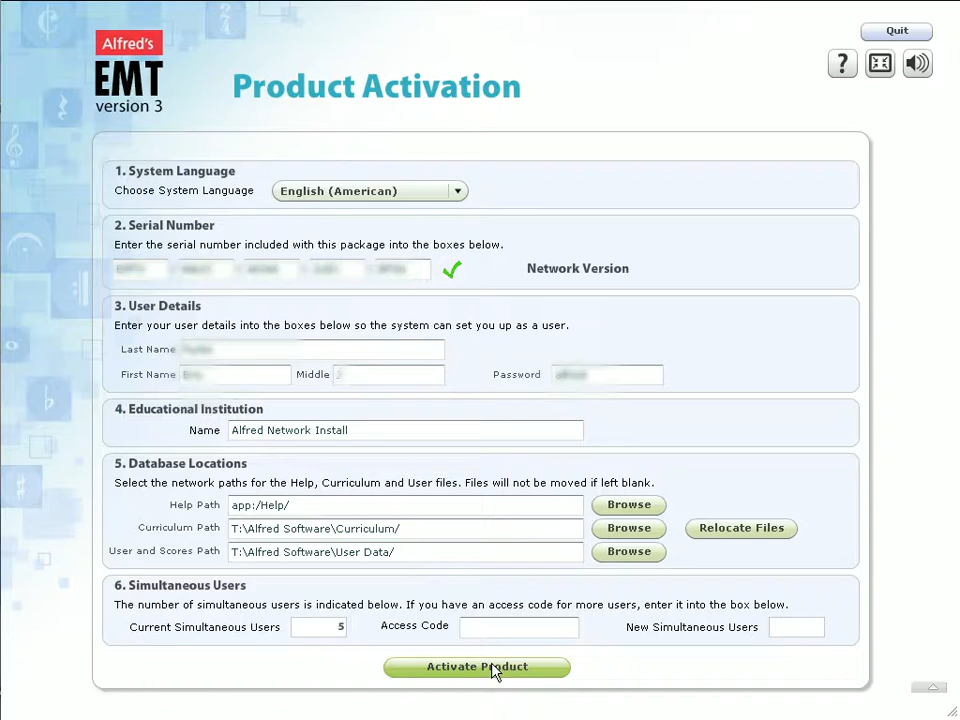 Quit
Alfred's
EMT
version 3
Product Activation
?
1. System Language
Choose System Language
English (American)
2. Serial Number
Enter the serial number included with this package into the boxes below.
Network Version
3. User Details
Enter your user details into the boxes below so the system can set you up as a user.
Last Name
First Name Middle Password
4. Educational Institution
Name Alfred Network Install
5. Database Locations
Select the network paths for the Help, Curriculum and User files. Files will not be moved if left blank.
Help Path app:/Help/ Browse
Curriculum Path T:\Alfred Software\Curriculum/ Browse Relocate Files
User and Scores Path T:\Alfred Software\User Data/ Browse
6. Simultaneous Users
The number of simultaneous users is indicated below. If you have an access code for more users, enter it into the box below.
Current Simultaneous Users 5 Access Code New Simultaneous Users
Activate Product